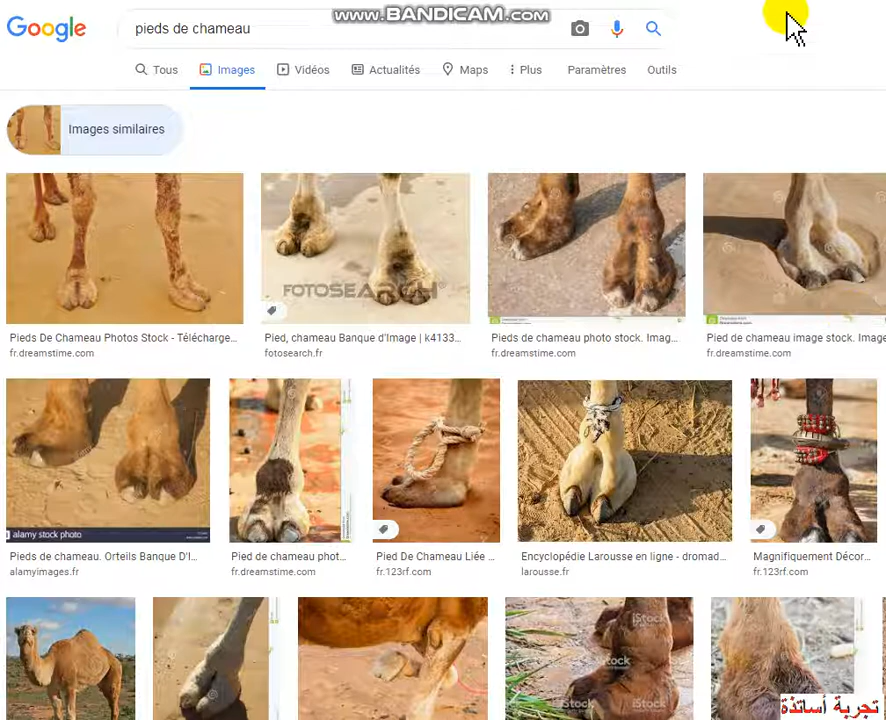 www.BANDICAM.com
Google
pieds de chameau
Tous Images Vidéos Actualités Maps Plus Paramètres Outils
Images similaires
FOTOSEARCH
Pieds De Chameau Photos Stock - Télécharge...
fr.dreamstime.com
Pied, chameau Banque d'Image | k4133...
fotosearch.fr
Pieds de chameau photo stock. Imag...
fr.dreamstime.com
Pied de chameau image stock. Image
fr.dreamstime.com
alamy stock photo
Pieds de chameau. Orteils Banque D'I...
alamyimages.fr
Pied de chameau phot...
fr.dreamstime.com
Pied De Chameau Liée ...
fr.123rf.com
Encyclopédie Larousse en ligne - dromad...
larousse.fr
Magnifiquement Décor...
fr.123rf.com
iStock
iStock
iStock
تجربة أساتذة